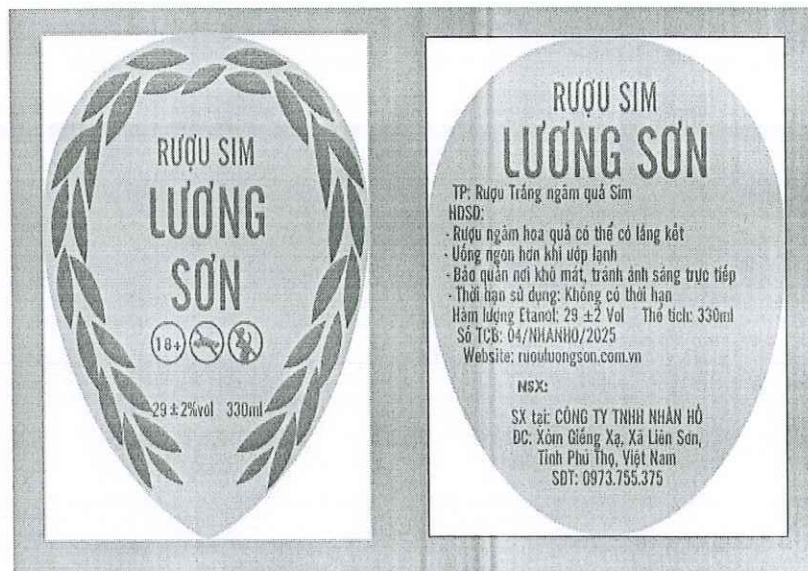 RƯỢU SIM
LƯƠNG
SƠN
18+
29 ± 2%vol 330ml
RƯỢU SIM
LƯƠNG SƠN
TP: Rượu Trắng ngâm quả Sim
HDSD:
- Rượu ngâm hoa quả có thể có lắng kết
- Uống ngon hơn khi ướp lạnh
- Bảo quản nơi khô mát, tránh ánh sáng trực tiếp
- Thời hạn sử dụng: Không có thời hạn
Hàm lượng Etanol: 29 ±2 Vol Thể tích: 330ml
Số TCB: 04/NHANHO/2025
Website: ruouluongson.com.vn
NSX:
SX tại: CÔNG TY TNHH NHÂN HỒ
ĐC: Xóm Giếng Xạ, Xã Liên Sơn,
Tỉnh Phú Thọ, Việt Nam
SĐT: 0973.755.375